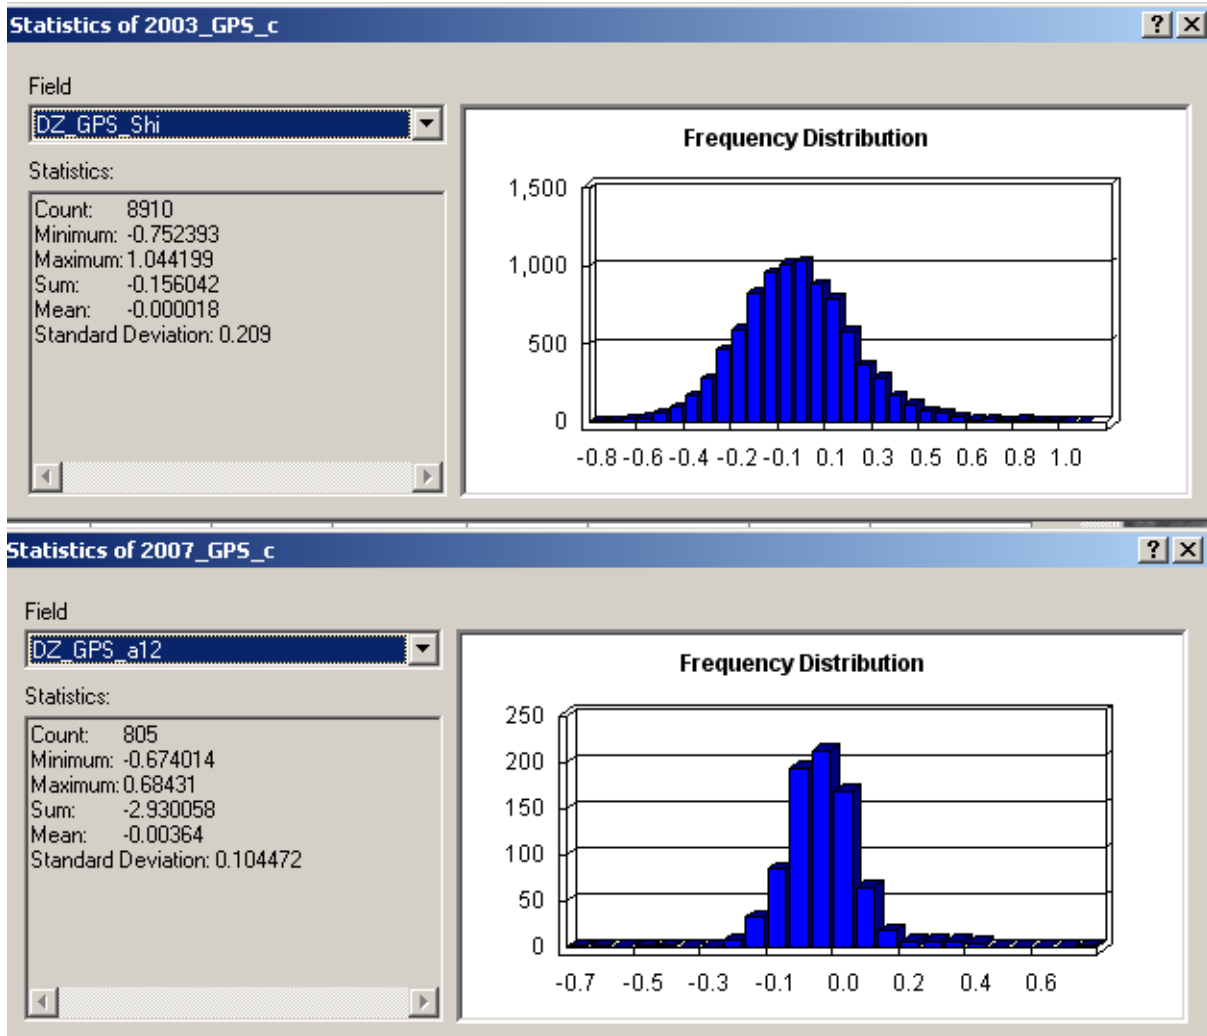 Statistics of 2003_GPS_c
Field
DZ_GPS_Shi
Statistics:
Count: 8910
Minimum: -0.752393
Maximum: 1.044199
Sum: -0.156042
Mean: -0.000018
Standard Deviation: 0.209
Frequency Distribution
1,500
1,000
500
0
-0.8 -0.6 -0.4 -0.2 -0.1 0.1 0.3 0.5 0.6 0.8 1.0
Statistics of 2007_GPS_c
Field
DZ_GPS_a12
Statistics:
Count: 805
Minimum: -0.674014
Maximum: 0.68431
Sum: -2.930058
Mean: -0.00364
Standard Deviation: 0.104472
Frequency Distribution
250
200
150
100
50
0
-0.7 -0.5 -0.3 -0.1 0.0 0.2 0.4 0.6